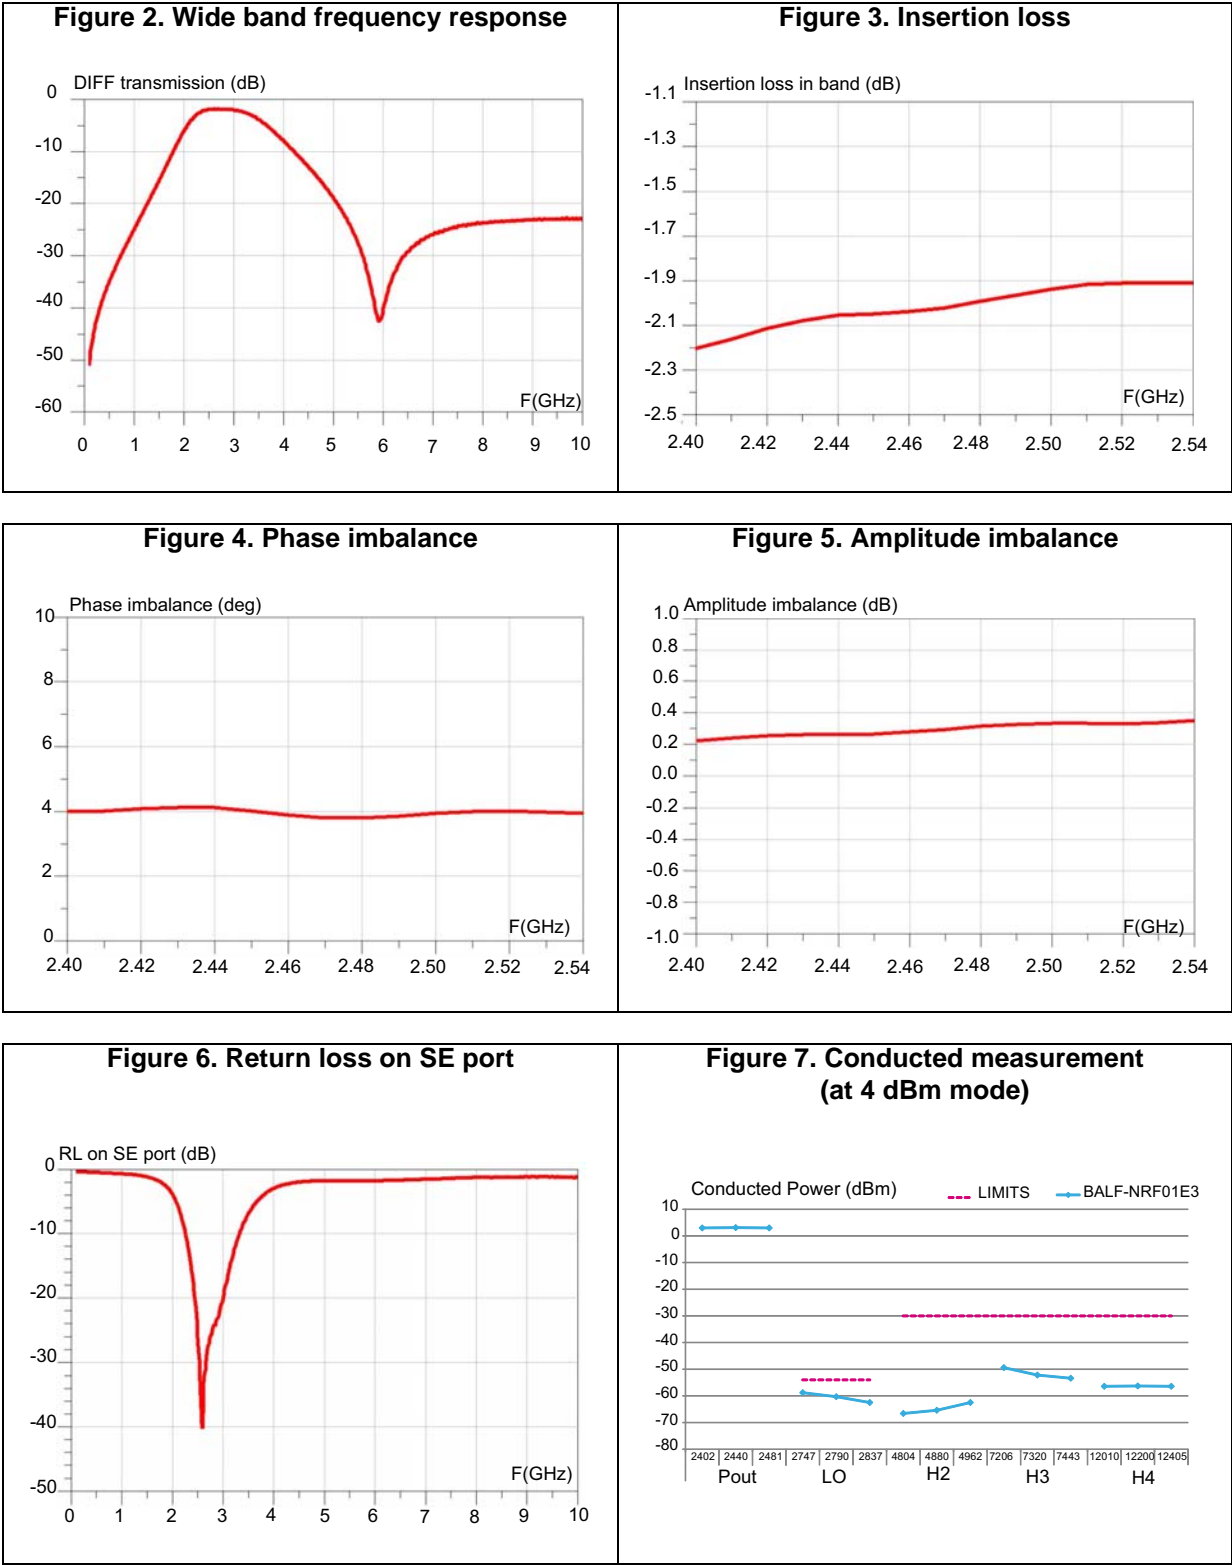 Figure 2. Wide band frequency response
DIFF transmission (dB)
0
-10
-20
-30
-40
-50
-60
F(GHz)
0 1 2 3 4 5 6 7 8 9 10
Figure 3. Insertion loss
Insertion loss in band (dB)
-1.1
-1.3
-1.5
-1.7
-1.9
-2.1
-2.3
-2.5
F(GHz)
2.40 2.42 2.44 2.46 2.48 2.50 2.52 2.54
Figure 4. Phase imbalance
Phase imbalance (deg)
10
8
6
4
2
0
F(GHz)
2.40 2.42 2.44 2.46 2.48 2.50 2.52 2.54
Figure 5. Amplitude imbalance
Amplitude imbalance (dB)
1.0
0.8
0.6
0.4
0.2
0.0
-0.2
-0.4
-0.6
-0.8
-1.0
F(GHz)
2.40 2.42 2.44 2.46 2.48 2.50 2.52 2.54
Figure 6. Return loss on SE port
RL on SE port (dB)
0
-10
-20
-30
-40
-50
F(GHz)
0 1 2 3 4 5 6 7 8 9 10
Figure 7. Conducted measurement
(at 4 dBm mode)
Conducted Power (dBm) LIMITS BALF-NRF01E3
10
0
-10
-20
-30
-40
-50
-60
-70
-80
2402 2440 2481 2747 2790 2837 4804 4880 4962 7206 7320 7443 12010 12200 12405
Pout LO H2 H3 H4